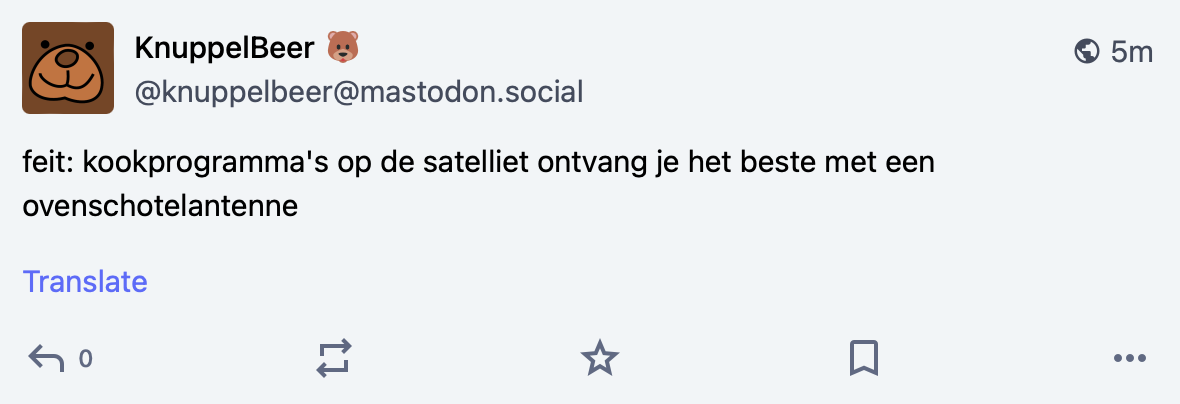 KnuppelBeer 🐻
5m
@knuppelbeer@mastodon.social
feit: kookprogramma's op de satelliet ontvang je het beste met een
ovenschotelantenne
Translate
0